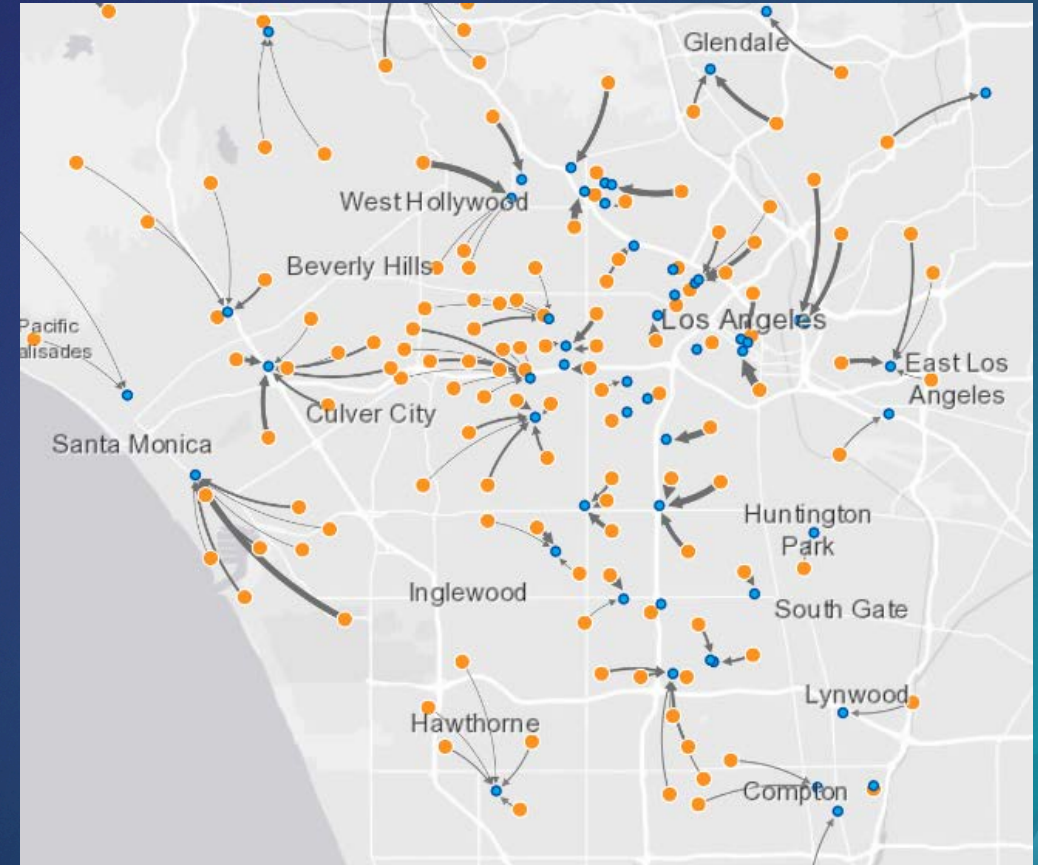 Glendale
West Hollywood
Beverly Hills
Pacific
alisades
Los Angeles
East Los
Angeles
Culver City
Santa Monica
Huntington
Park
Inglewood
South Gate
Lynwood
Hawthorne
Compton